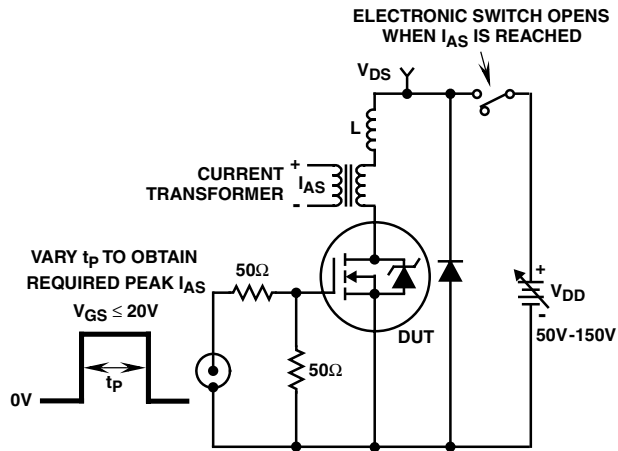 ELECTRONIC SWITCH OPENS
WHEN IAS IS REACHED
VDS
L
CURRENT
TRANSFORMER
+
IAS
-
VARY tP TO OBTAIN
REQUIRED PEAK IAS
VGS ≤ 20V
50Ω
DUT
+
VDD
-
50V-150V
50Ω
0V
tP